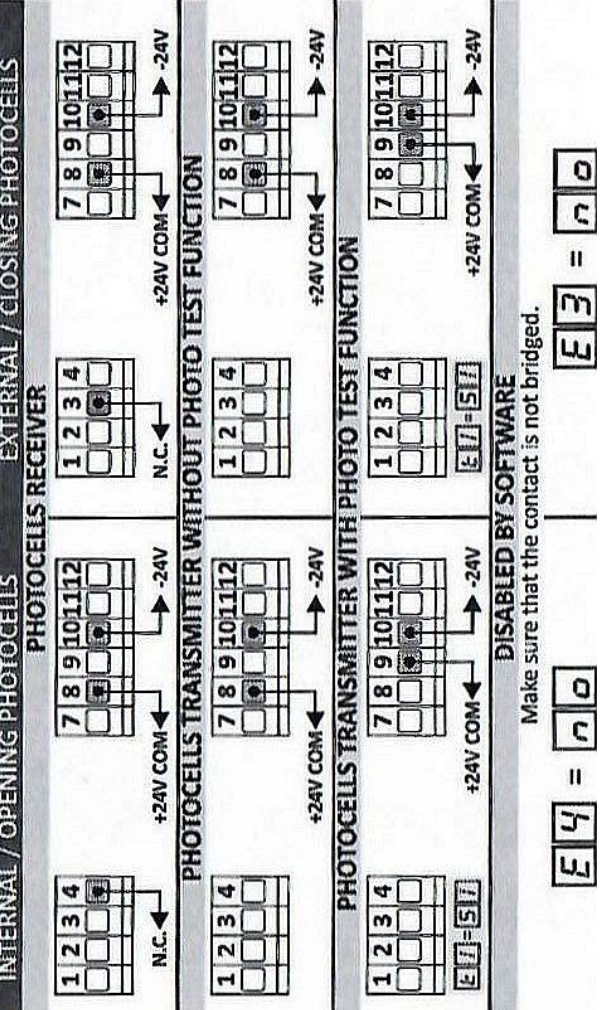 INTERNAL / OPENING PHOTOCELLS EXTERNAL / CLOSING PHOTOCELLS
PHOTOCELLS RECEIVER
1 2 3 4 7 8 9 10 11 12 1 2 3 4 7 8 9 10 11 12
N.C. +24V COM -24V N.C. +24V COM -24V
PHOTOCELLS TRANSMITTER WITHOUT PHOTO TEST FUNCTION
1 2 3 4 7 8 9 10 11 12 1 2 3 4 7 8 9 10 11 12
+24V COM -24V +24V COM -24V
PHOTOCELLS TRANSMITTER WITH PHOTO TEST FUNCTION
1 2 3 4 7 8 9 10 11 12 1 2 3 4 7 8 9 10 11 12
t1=S1 +24V COM -24V t1=S1 +24V COM -24V
DISABLED BY SOFTWARE
Make sure that the contact is not bridged.
E4 = no E3 = no